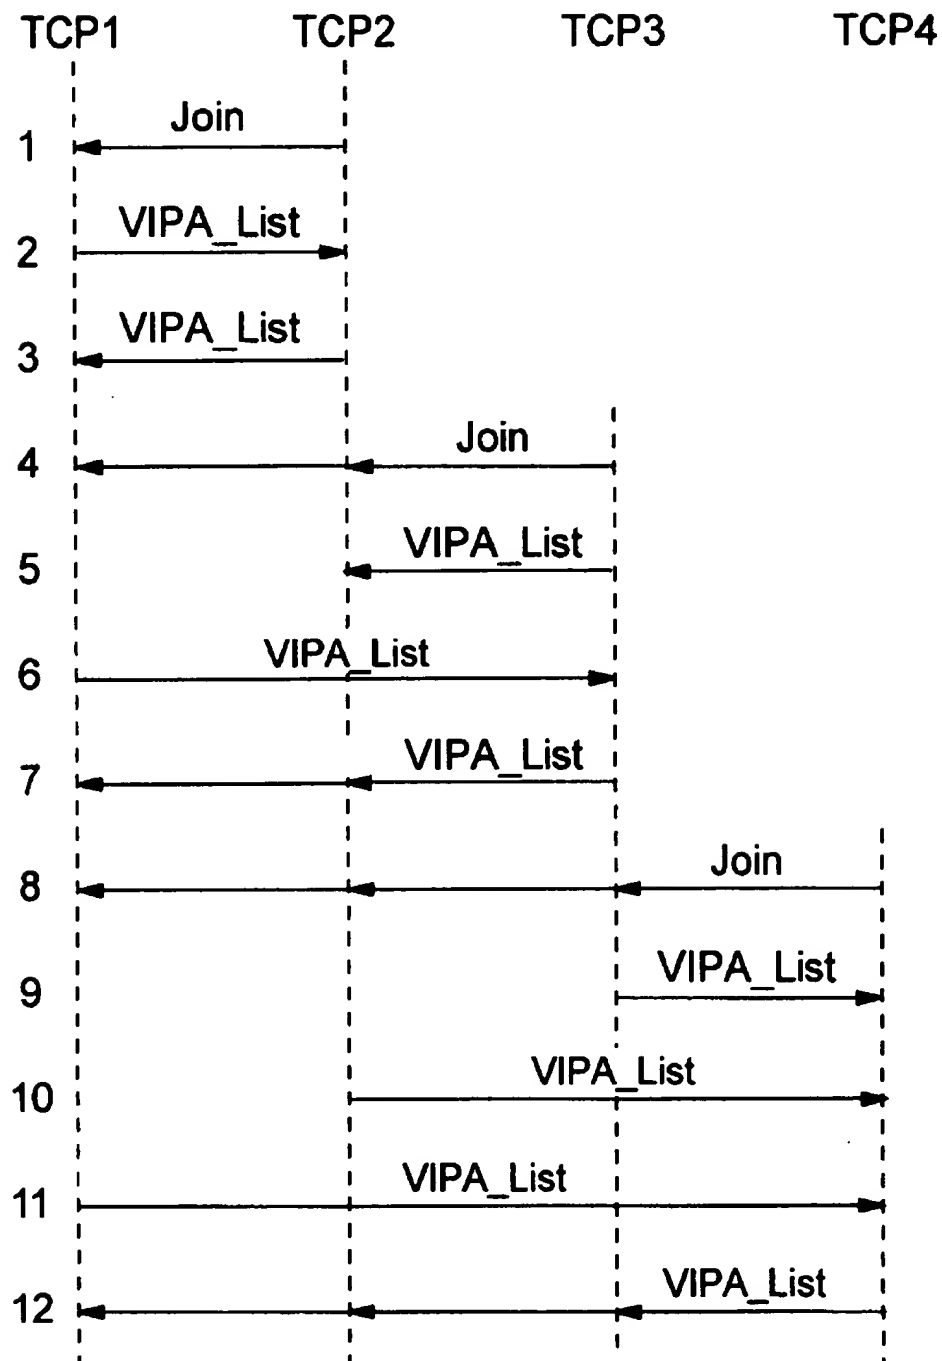 TCP1 TCP2 TCP3 TCP4
1 Join
2 VIPA_List
3 VIPA_List
4 Join
5 VIPA_List
6 VIPA_List
7 VIPA_List
8 Join
9 VIPA_List
10 VIPA_List
11 VIPA_List
12 VIPA_List